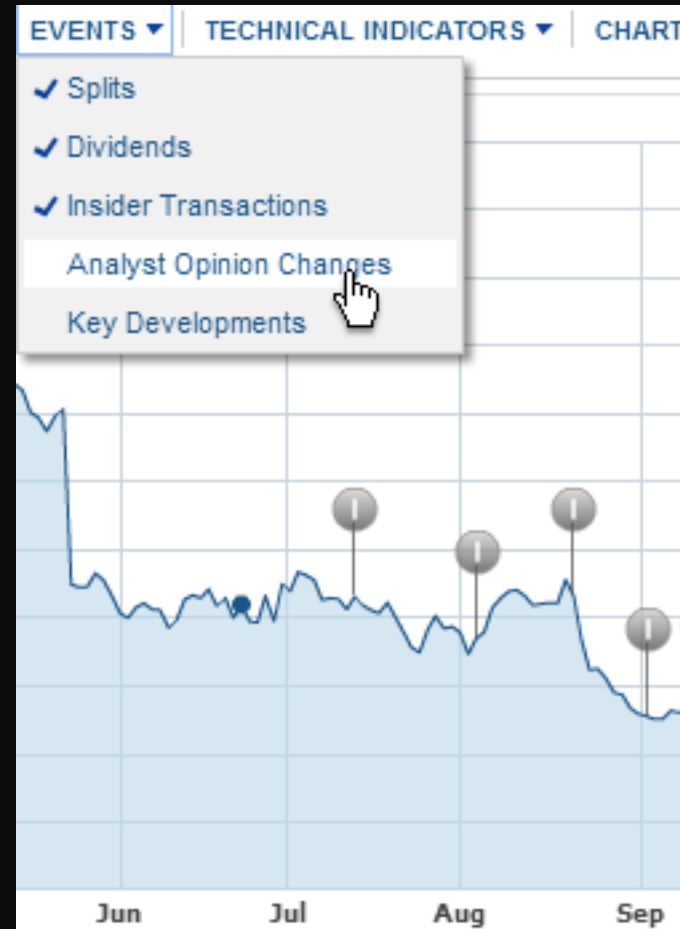 EVENTS TECHNICAL INDICATORS CHART
Splits
Dividends
Insider Transactions
Analyst Opinion Changes
Key Developments
I
I
I
I
Jun Jul Aug Sep